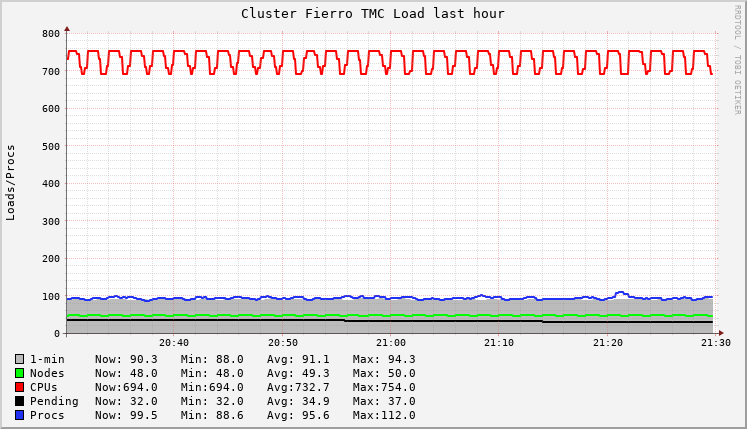 Cluster Fierro TMC Load last hour
RRDTOOL / TOBI OETIKER
Loads/Procs
800
700
600
500
400
300
200
100
0
20:40 20:50 21:00 21:10 21:20 21:30
1-min Now: 90.3 Min: 88.0 Avg: 91.1 Max: 94.3
Nodes Now: 48.0 Min: 48.0 Avg: 49.3 Max: 50.0
CPUs Now:694.0 Min:694.0 Avg:732.7 Max:754.0
Pending Now: 32.0 Min: 32.0 Avg: 34.9 Max: 37.0
Procs Now: 99.5 Min: 88.6 Avg: 95.6 Max:112.0